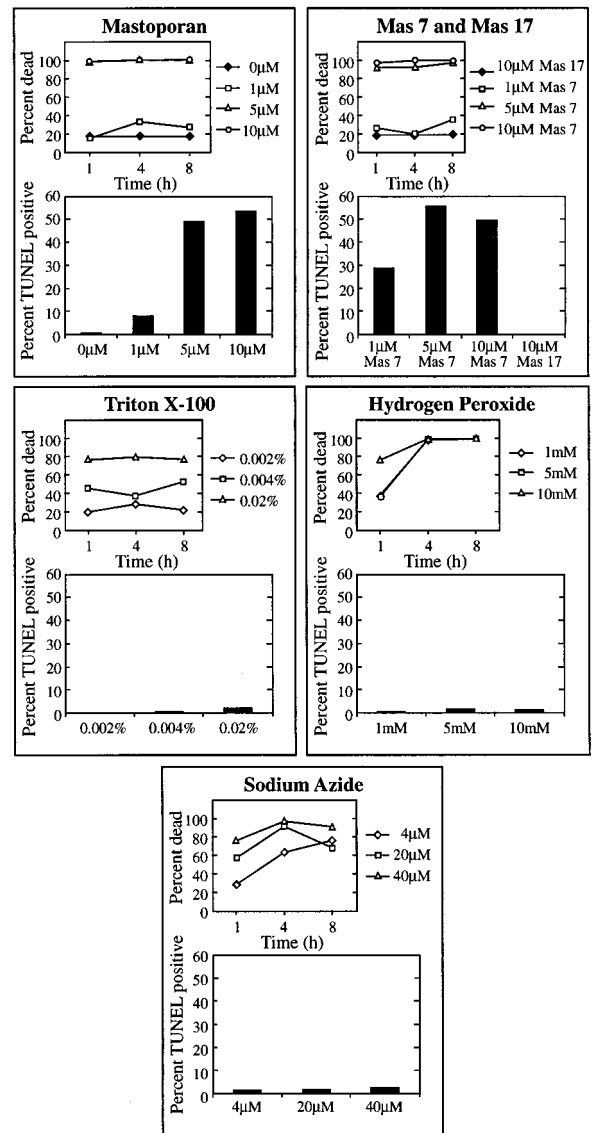 Mastoporan
Percent dead
100
80
60
40
20
0
1 4 8
Time (h)
0µM
1µM
5µM
10µM
Percent TUNEL positive
60
50
40
30
20
10
0
0µM 1µM 5µM 10µM
Mas 7 and Mas 17
Percent dead
100
80
60
40
20
0
1 4 8
Time (h)
10µM Mas 17
1µM Mas 7
5µM Mas 7
10µM Mas 7
Percent TUNEL positive
60
50
40
30
20
10
0
1µM 5µM 10µM 10µM
Mas 7 Mas 7 Mas 7 Mas 17
Triton X-100
Percent dead
100
80
60
40
20
0
1 4 8
Time (h)
0.002%
0.004%
0.02%
Percent TUNEL positive
60
50
40
30
20
10
0
0.002% 0.004% 0.02%
Hydrogen Peroxide
Percent dead
100
80
60
40
20
0
1 4 8
Time (h)
1mM
5mM
10mM
Percent TUNEL positive
60
50
40
30
20
10
0
1mM 5mM 10mM
Sodium Azide
Percent dead
100
80
60
40
20
0
1 4 8
Time (h)
4µM
20µM
40µM
Percent TUNEL positive
60
50
40
30
20
10
0
4µM 20µM 40µM